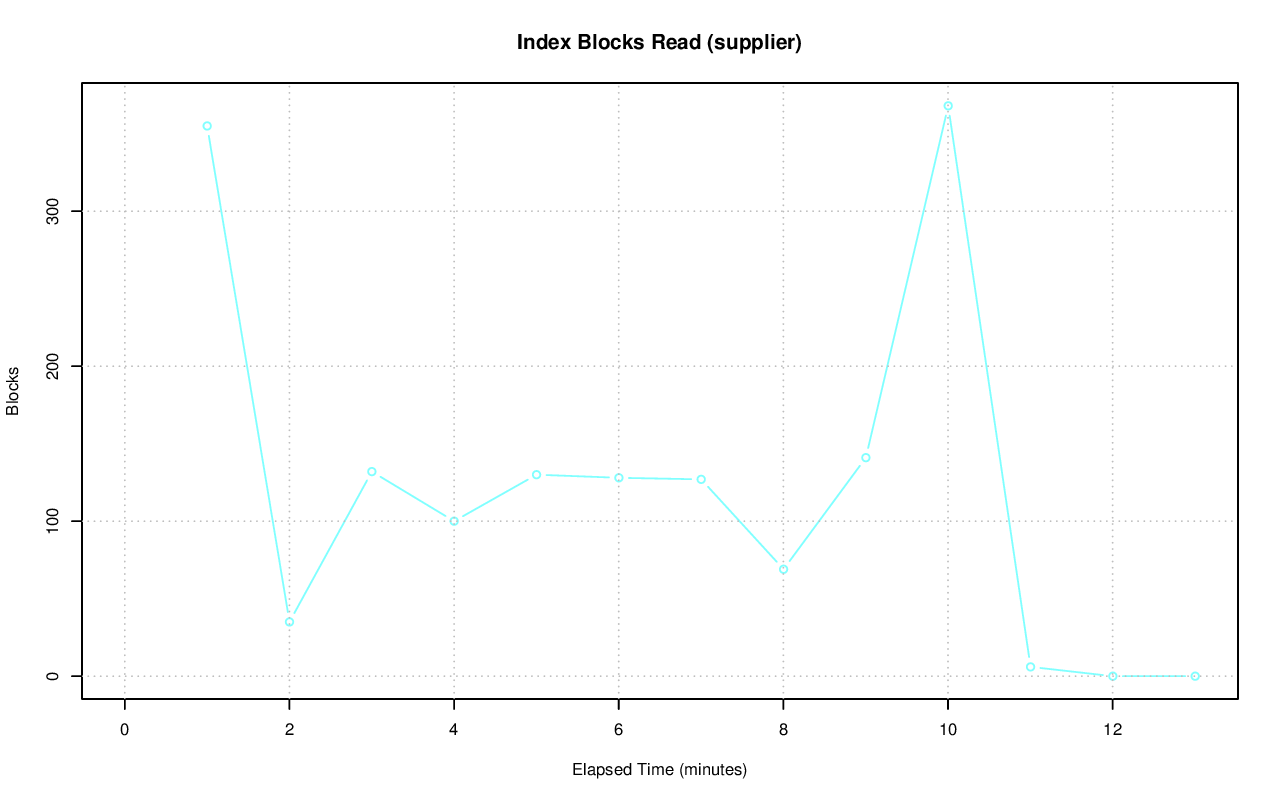 Index Blocks Read (supplier)
300
200
100
0
Blocks
0 2 4 6 8 10 12
Elapsed Time (minutes)